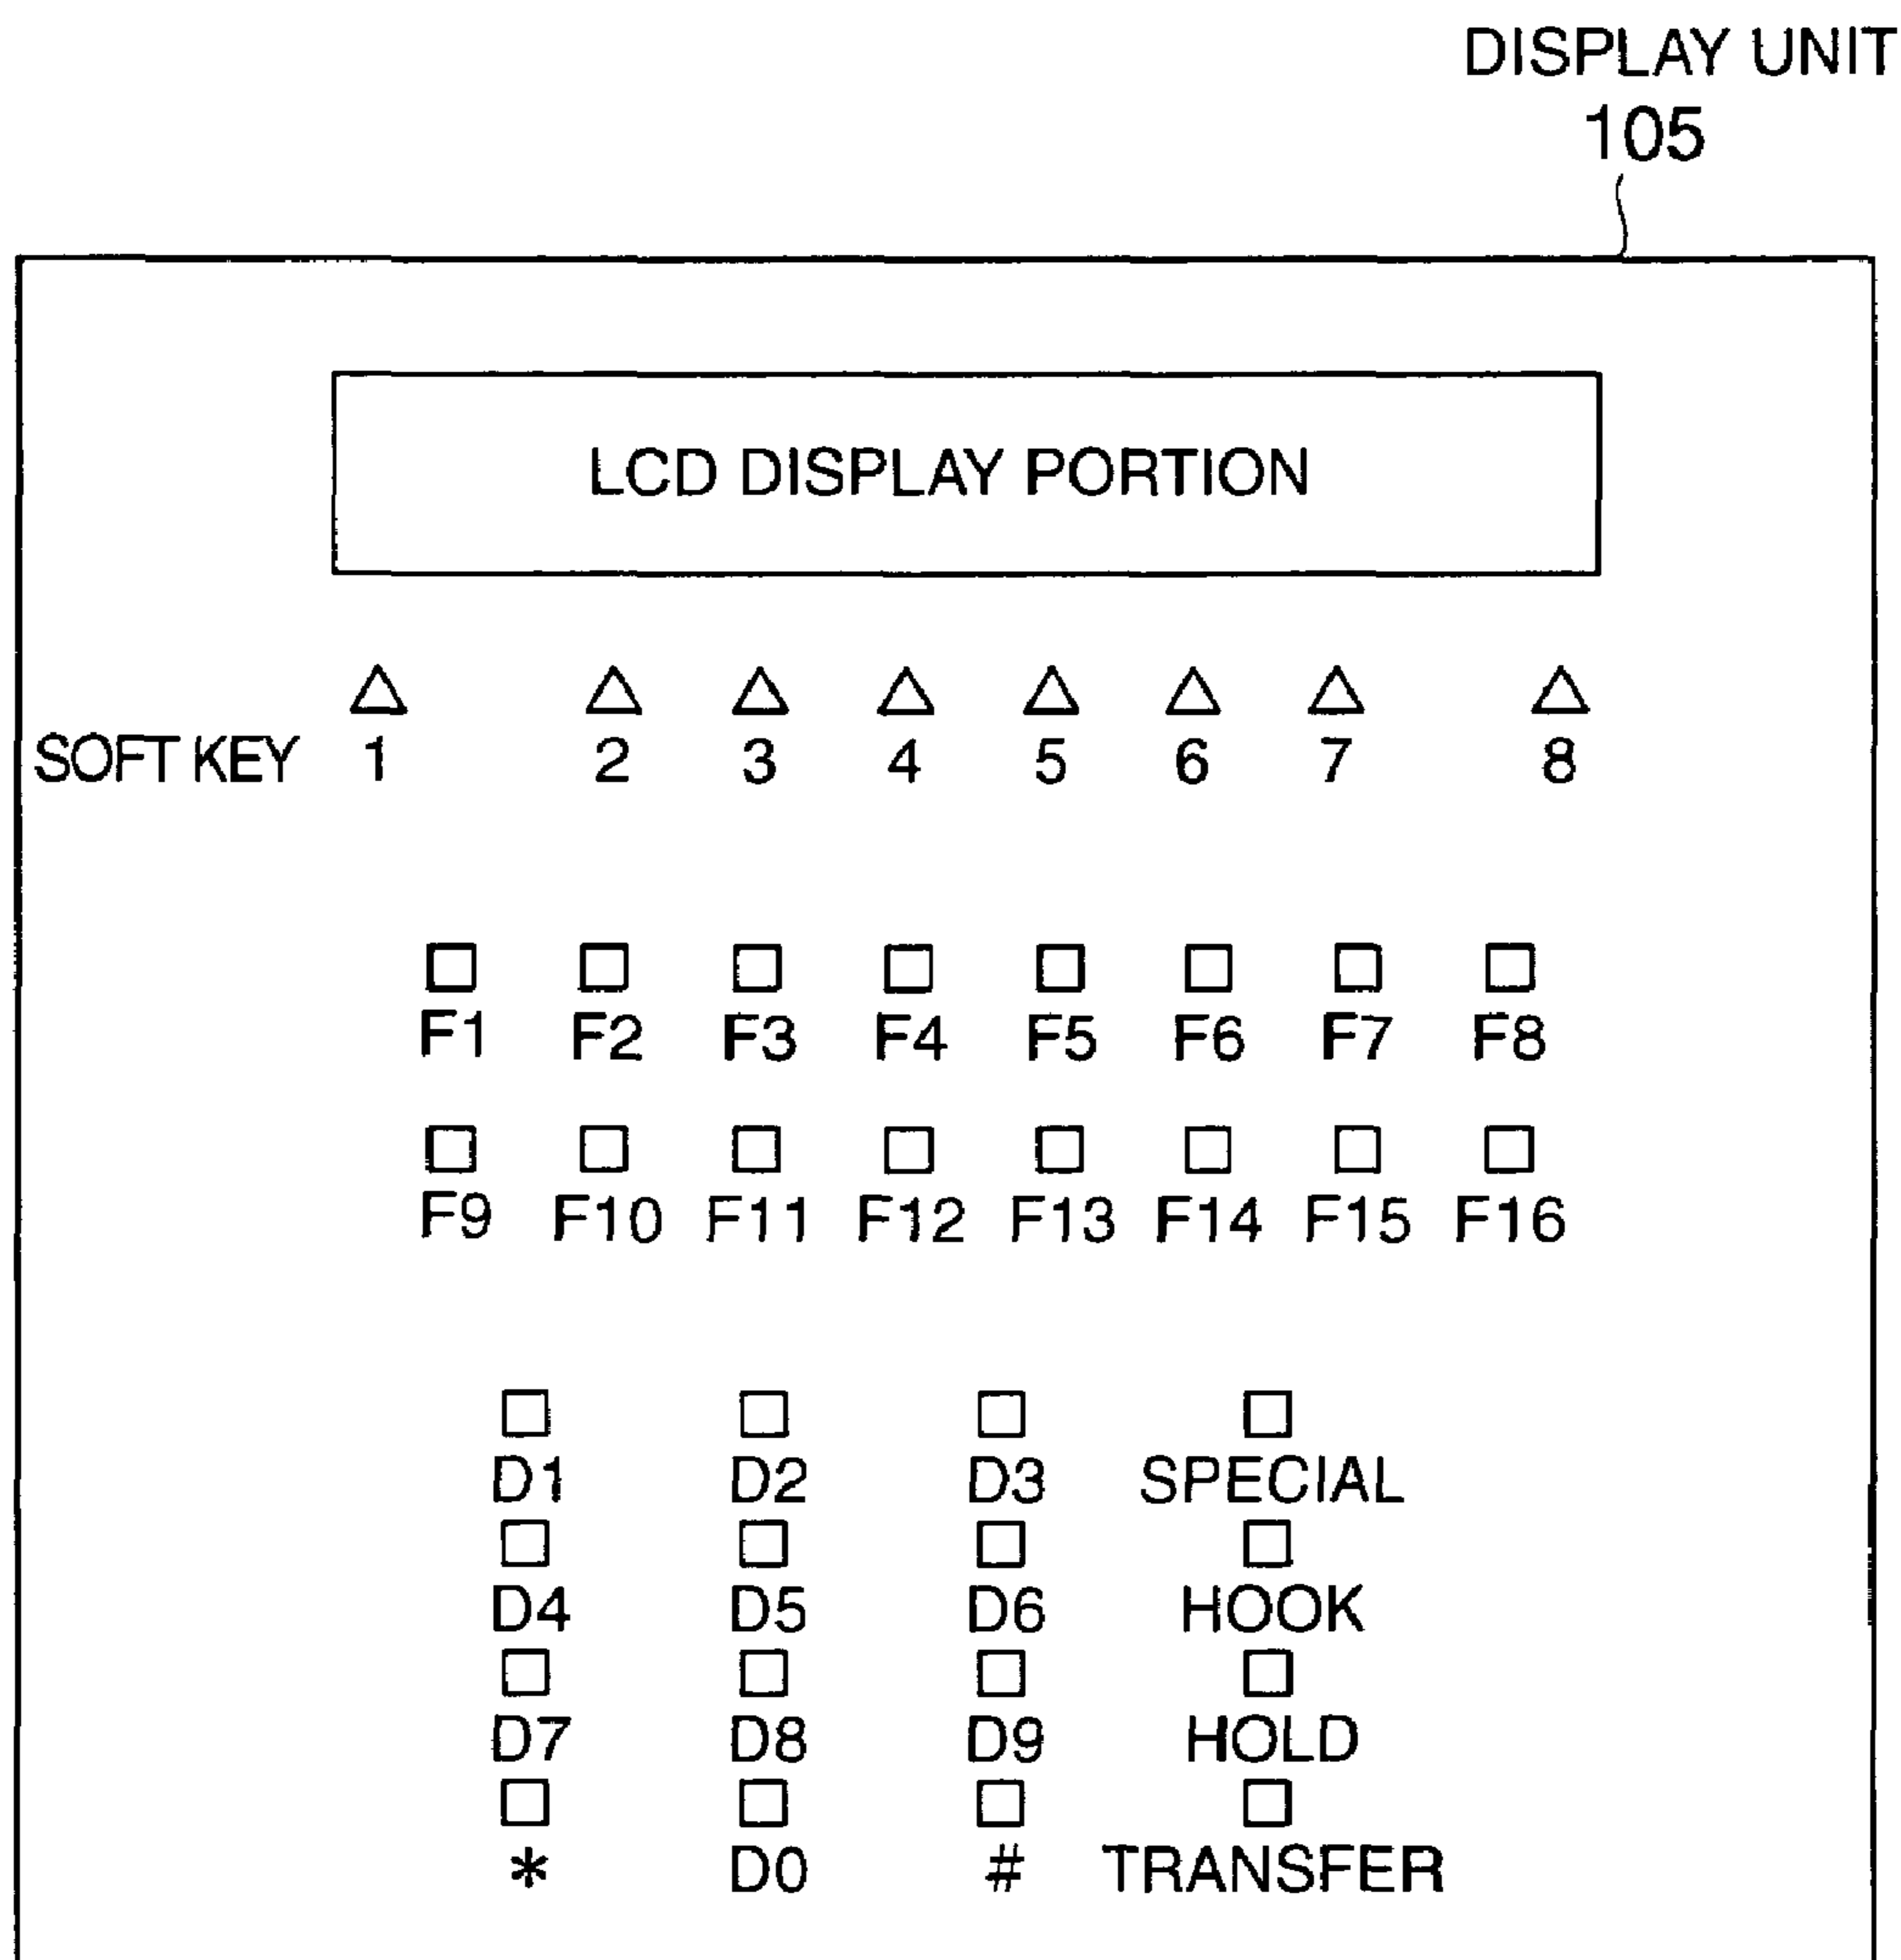 DISPLAY UNIT
105
LCD DISPLAY PORTION
SOFT KEY 1 2 3 4 5 6 7 8
F1 F2 F3 F4 F5 F6 F7 F8
F9 F10 F11 F12 F13 F14 F15 F16
D1 D2 D3 SPECIAL
D4 D5 D6 HOOK
D7 D8 D9 HOLD
* D0 # TRANSFER